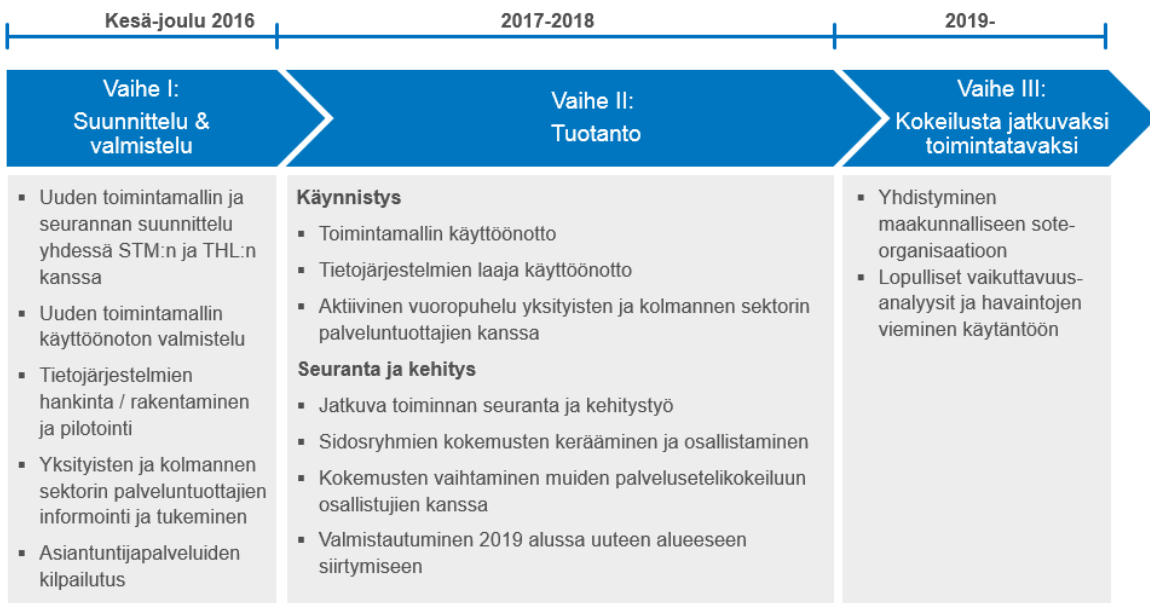 Kesä-joulu 2016
2017-2018
2019-
Vaihe I:
Suunnittelu &
valmistelu
Vaihe II:
Tuotanto
Vaihe III:
Kokeilusta jatkuvaksi
toimintatavaksi
▪ Uuden toimintamallin ja
seurannan suunnittelu
yhdessä STM:n ja THL:n
kanssa
▪ Uuden toimintamallin
käyttöönoton valmistelu
▪ Tietojärjestelmien
hankinta / rakentaminen
ja pilotointi
▪ Yksityisten ja kolmannen
sektorin palveluntuottajien
informointi ja tukeminen
▪ Asiantuntijapalveluiden
kilpailutus
Käynnistys
▪ Toimintamallin käyttöönotto
▪ Tietojärjestelmien laaja käyttöönotto
▪ Aktiivinen vuoropuhelu yksityisten ja kolmannen sektorin
palveluntuottajien kanssa
Seuranta ja kehitys
▪ Jatkuva toiminnan seuranta ja kehitystyö
▪ Sidosryhmien kokemusten kerääminen ja osallistaminen
▪ Kokemusten vaihtaminen muiden palvelusetelikokeiluun
osallistujien kanssa
▪ Valmistautuminen 2019 alussa uuteen alueeseen
siirtymiseen
▪ Yhdistyminen
maakunnalliseen sote-
organisaatioon
▪ Lopulliset vaikuttavuus-
analyysit ja havaintojen
vieminen käytäntöön